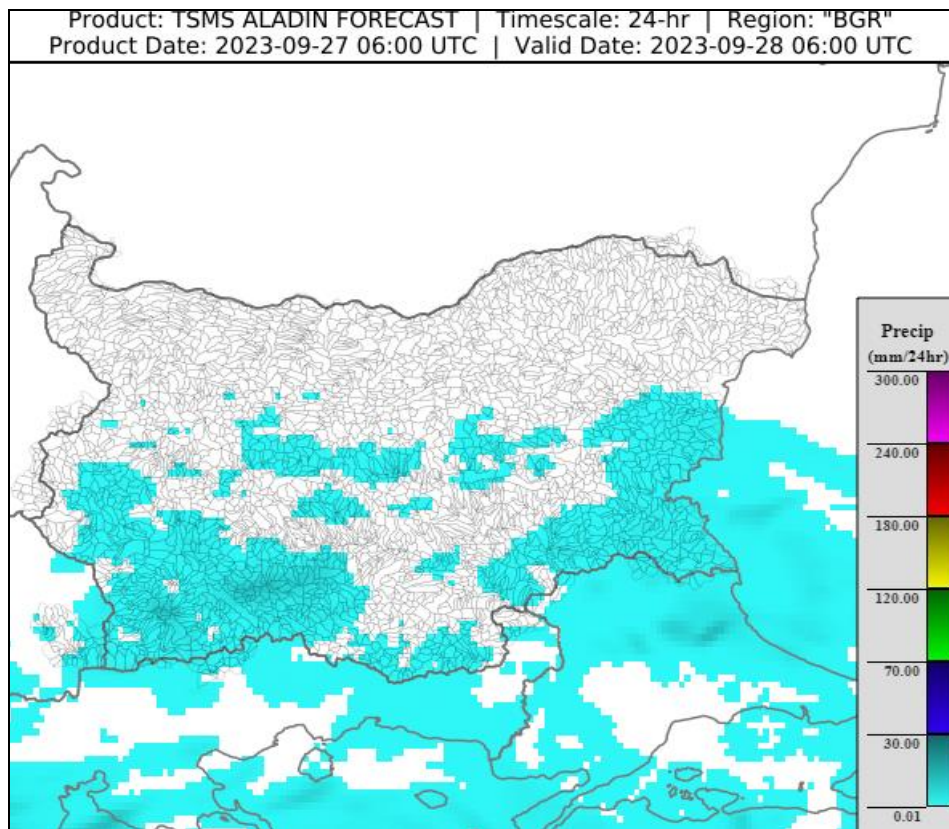 Product: TSMS ALADIN FORECAST | Timescale: 24-hr | Region: "BGR"
Product Date: 2023-09-27 06:00 UTC | Valid Date: 2023-09-28 06:00 UTC
Precip
(mm/24hr)
300.00
240.00
180.00
120.00
70.00
30.00
0.01